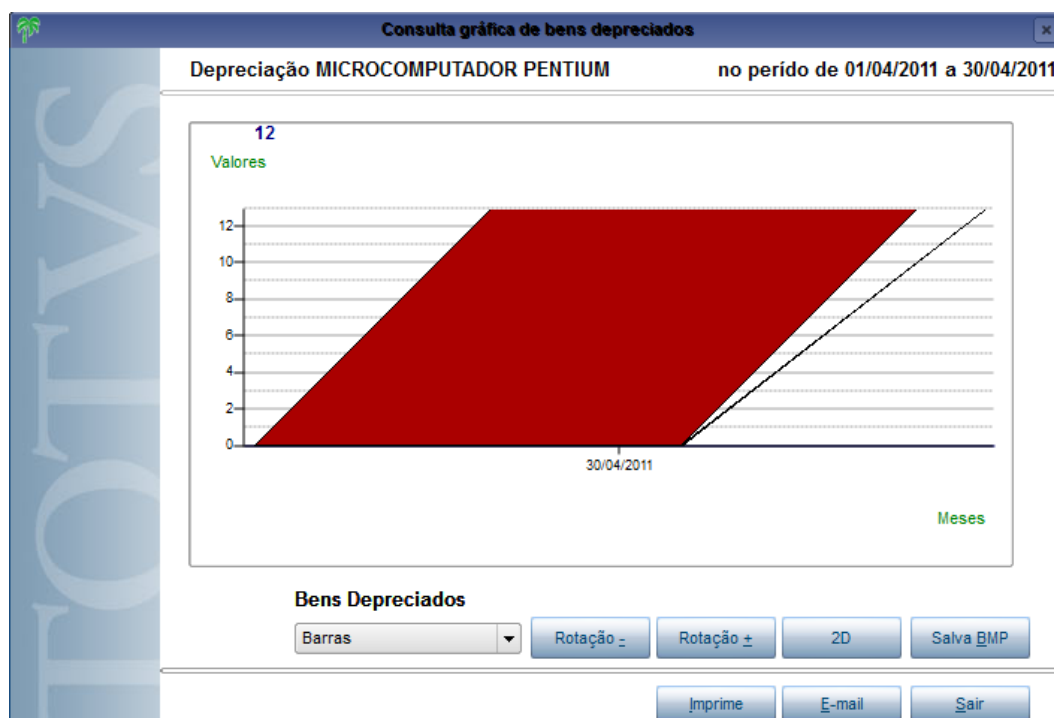 Consulta gráfica de bens depreciados
TOTVS
Depreciação MICROCOMPUTADOR PENTIUM no perído de 01/04/2011 a 30/04/2011
12
Valores
12
10
8
6
4
2
0
30/04/2011
Meses
Bens Depreciados
Barras
Rotação -
Rotação +
2D
Salva BMP
Imprime
E-mail
Sair